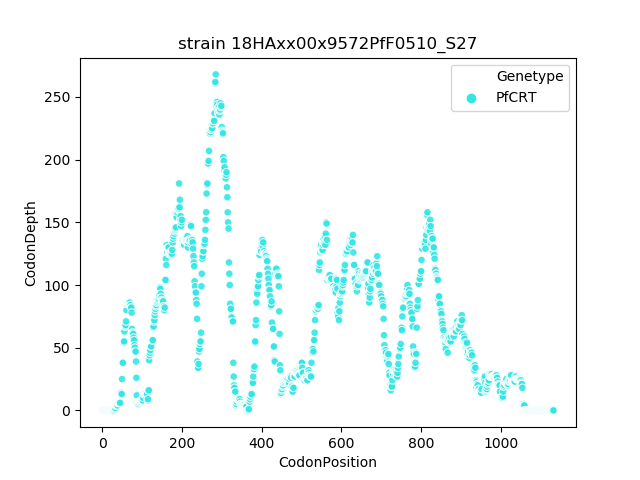 strain 18HAxx00x9572PfF0510_S27
Genetype
PfCRT
CodonDepth
250
200
150
100
50
0
0 200 400 600 800 1000
CodonPosition